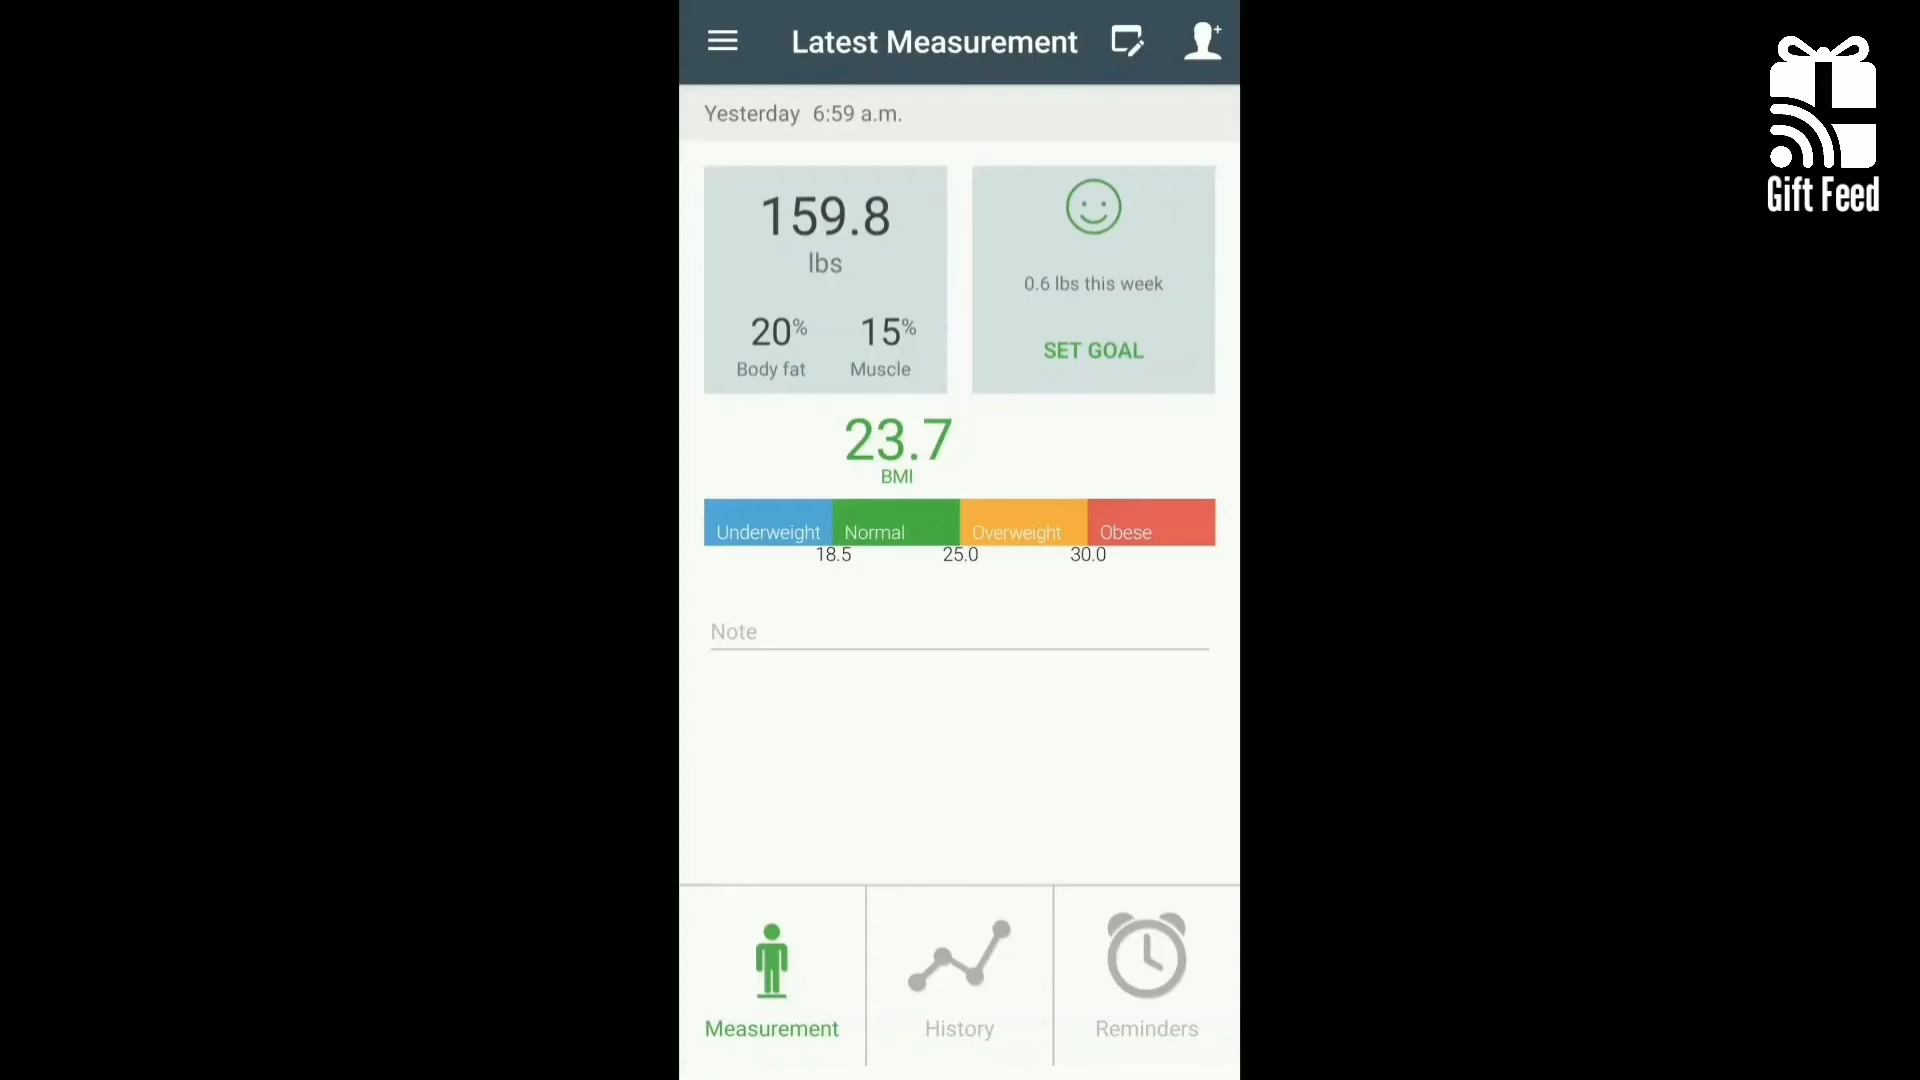 Latest Measurement
Yesterday 6:59 a.m.
159.8
lbs
20% 15%
Body fat Muscle
0.6 lbs this week
SET GOAL
23.7
BMI
Underweight Normal Overweight Obese
18.5 25.0 30.0
Note
Measurement History Reminders
Gift Feed